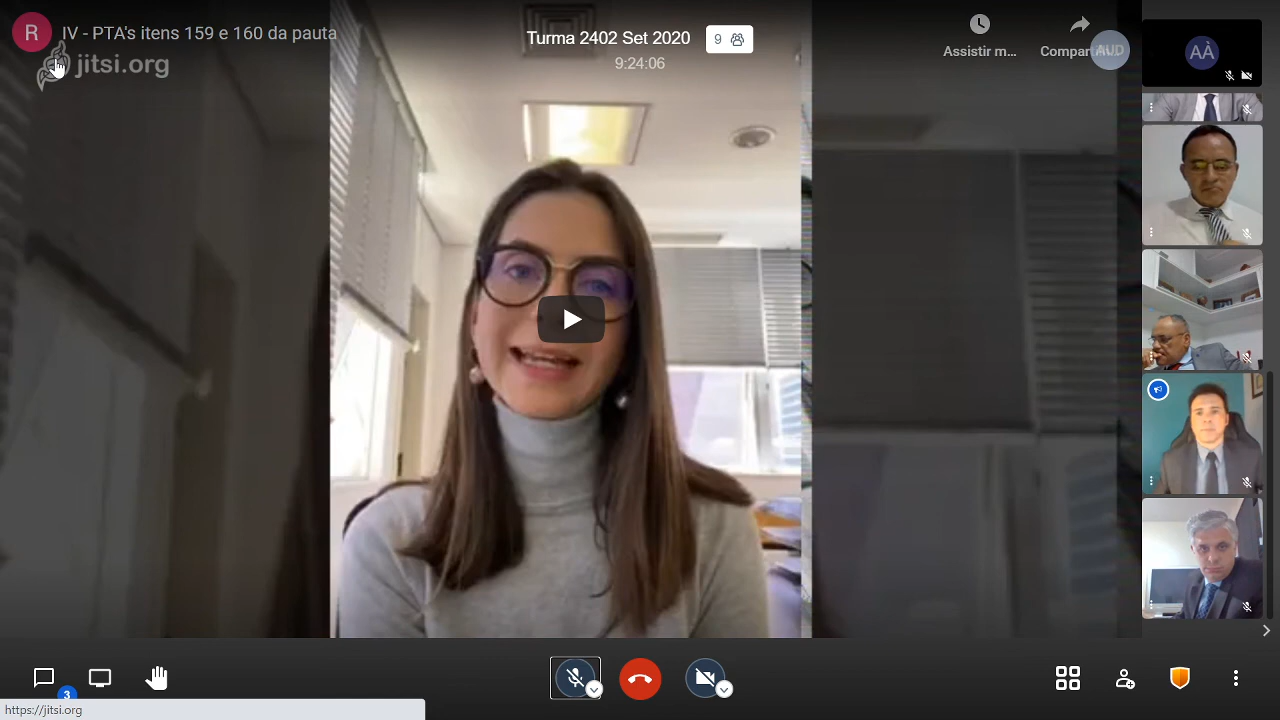 R
IV - PTA's itens 159 e 160 da pauta
jitsi.org
Turma 2402 Set 2020
9
9:24:06
Assistir m...
Compart
AUD
AÀ
3
https://jitsi.org